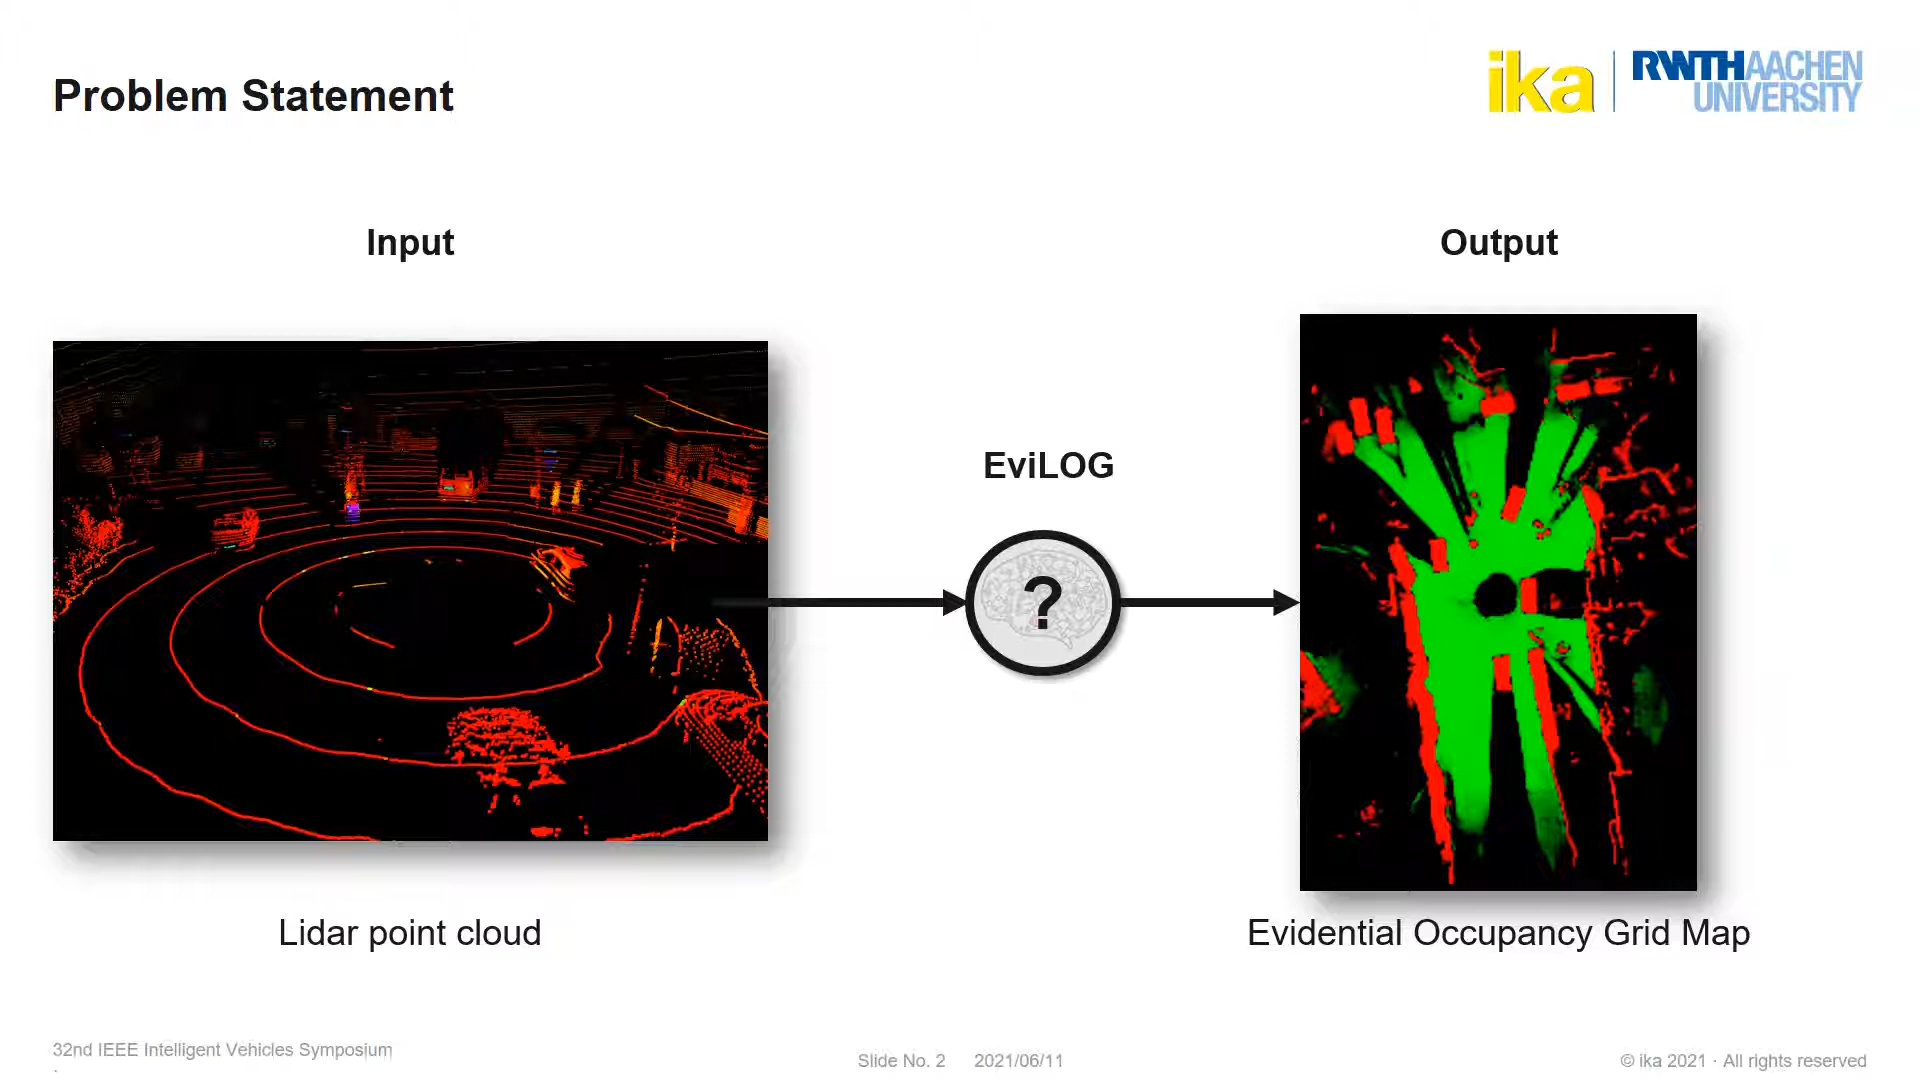 Problem Statement
ika
RWTHAACHEN
UNIVERSITY
Input
Output
EviLOG
?
Lidar point cloud
Evidential Occupancy Grid Map
32nd IEEE Intelligent Vehicles Symposium
Slide No. 2 2021/06/11
© ika 2021 · All rights reserved